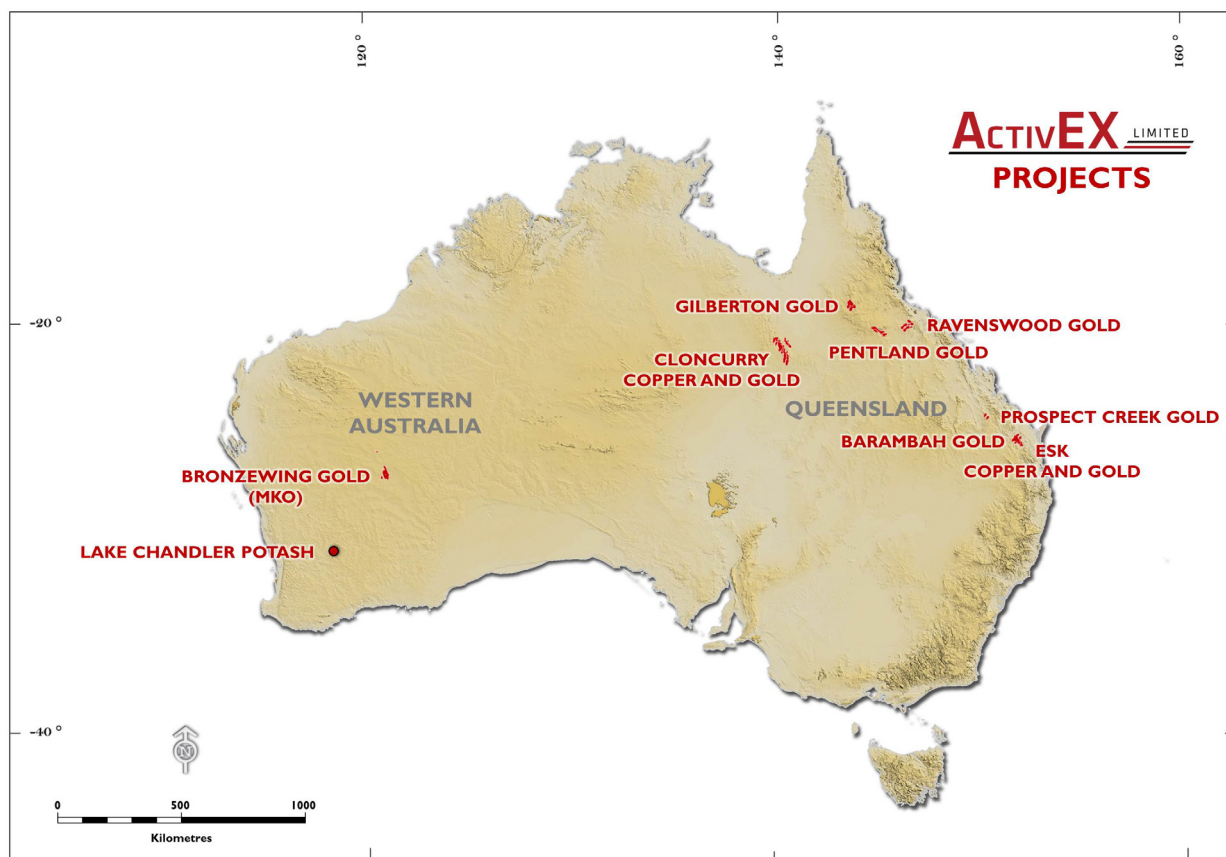 120 °
140 °
160 °
ACTIVEX LIMITED
PROJECTS
-20 °
GILBERTON GOLD
RAVENSWOOD GOLD
PENTLAND GOLD
CLONCURRY
COPPER AND GOLD
WESTERN
AUSTRALIA
QUEENSLAND
PROSPECT CREEK GOLD
BARAMBAH GOLD
ESK
COPPER AND GOLD
BRONZEWING GOLD
(MKO)
LAKE CHANDLER POTASH
-40 °
N
0 500 1000
Kilometres